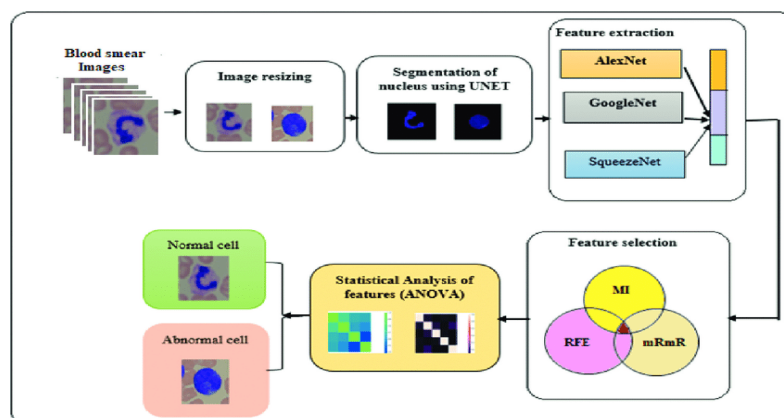 Blood smear
Images
Image resizing
Segmentation of
nucleus using UNET
Feature extraction
AlexNet
GoogleNet
SqueezeNet
Normal cell
Abnormal cell
Statistical Analysis of
features (ANOVA)
Feature selection
MI
RFE
mRmR